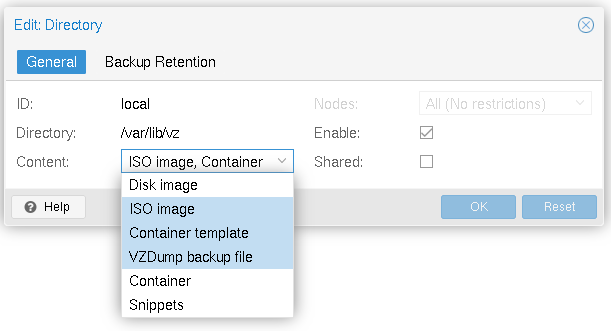 Edit: Directory
General Backup Retention
ID: local Nodes: All (No restrictions)
Directory: /var/lib/vz Enable:
Content: ISO image, Container Shared:
Disk image
ISO image
Container template
VZDump backup file
Container
Snippets
Help OK Reset